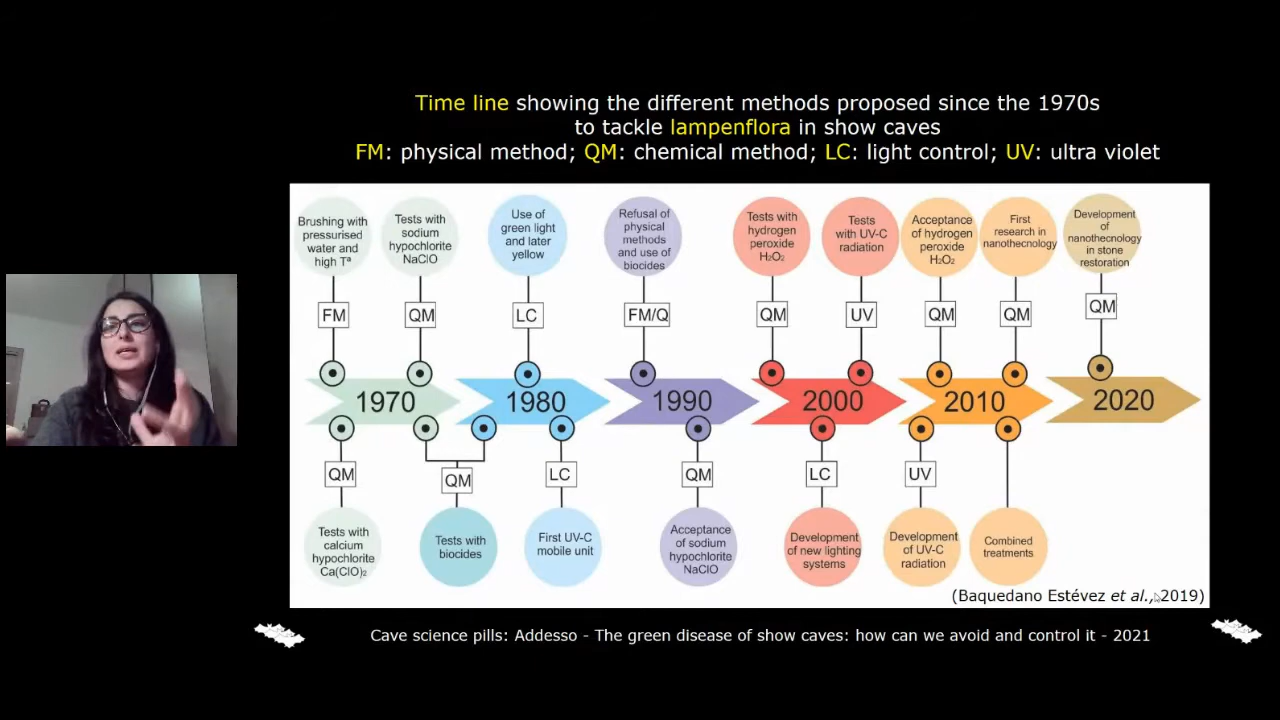 Time line showing the different methods proposed since the 1970s
to tackle lampenflora in show caves
FM: physical method; QM: chemical method; LC: light control; UV: ultra violet
Brushing with
pressurised
water and
high Tª
Tests with
sodium
hypochlorite
NaClO
Use of
green light
and later
yellow
Refusal of
physical
methods
and use of
biocides
Tests with
hydrogen
peroxide
H₂O₂
Tests
with UV-C
radiation
Acceptance
of hydrogen
peroxide
H₂O₂
First
research in
nanothecnology
Development
of
nanothecnology
in stone
restoration
FM
QM
LC
FM/Q
QM
UV
QM
QM
QM
1970
1980
1990
2000
2010
2020
QM
QM
LC
QM
LC
UV
Tests with
calcium
hypochlorite
Ca(ClO)₂
Tests with
biocides
First UV-C
mobile unit
Acceptance
of sodium
hypochlorite
NaClO
Development
of new lighting
systems
Development
of UV-C
radiation
Combined
treatments
(Baquedano Estévez et al., 2019)
Cave science pills: Addesso - The green disease of show caves: how can we avoid and control it - 2021